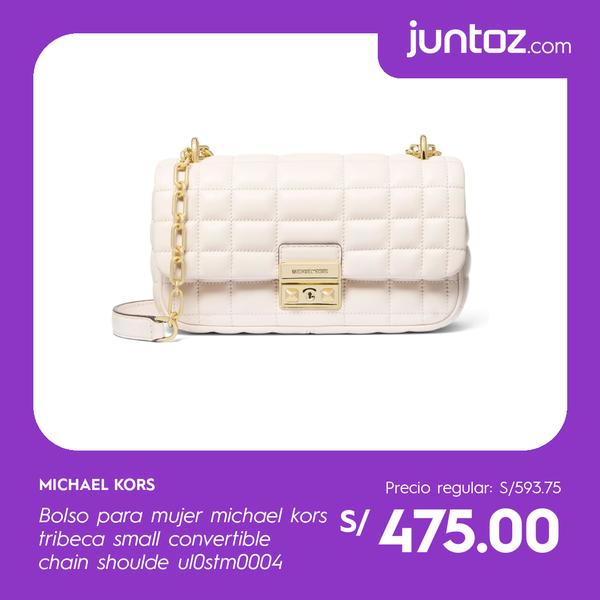 juntoz.com
MICHAEL KORS
MICHAEL KORS
Bolso para mujer michael kors
tribeca small convertible
chain shoulde ul0stm0004
Precio regular: S/593.75
S/ 475.00